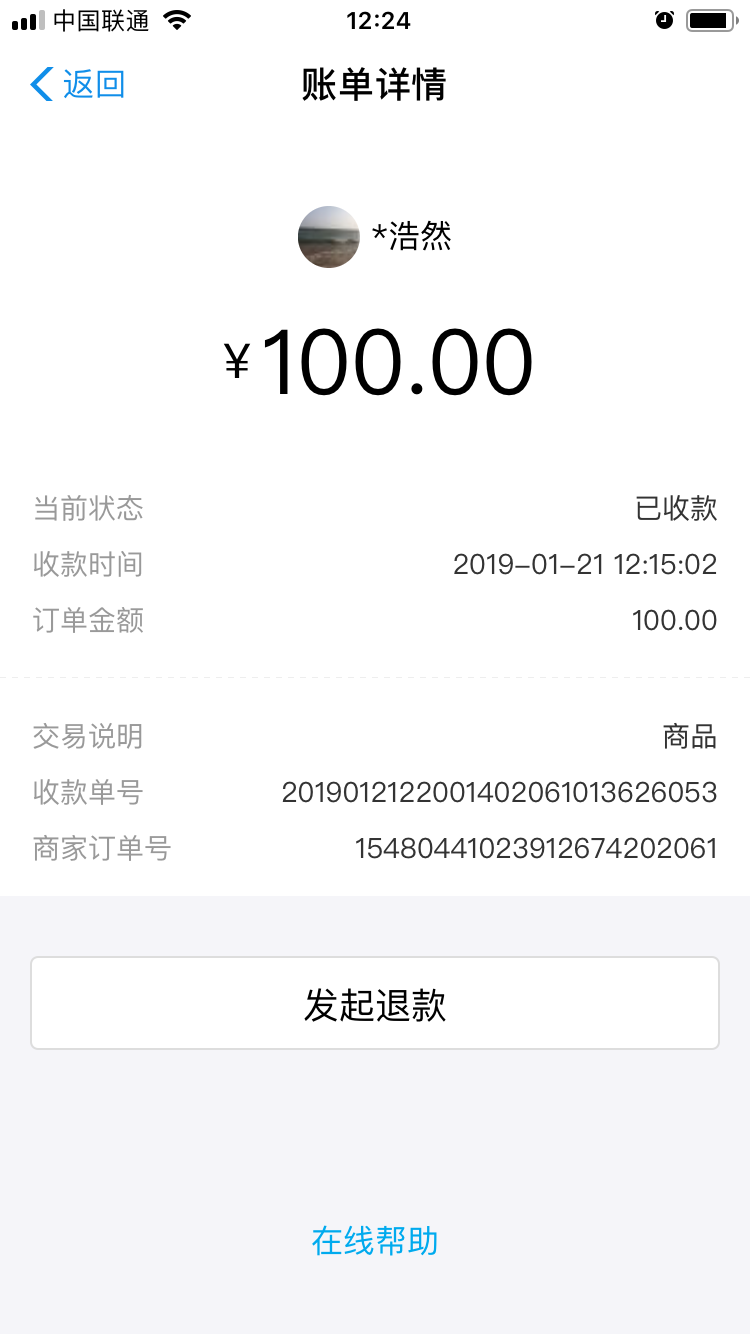 中国联通 12:24
返回 账单详情
*浩然
¥100.00
当前状态 已收款
收款时间 2019-01-21 12:15:02
订单金额 100.00
交易说明 商品
收款单号 2019012122001402061013626053
商家订单号 15480441023912674202061
发起退款
在线帮助